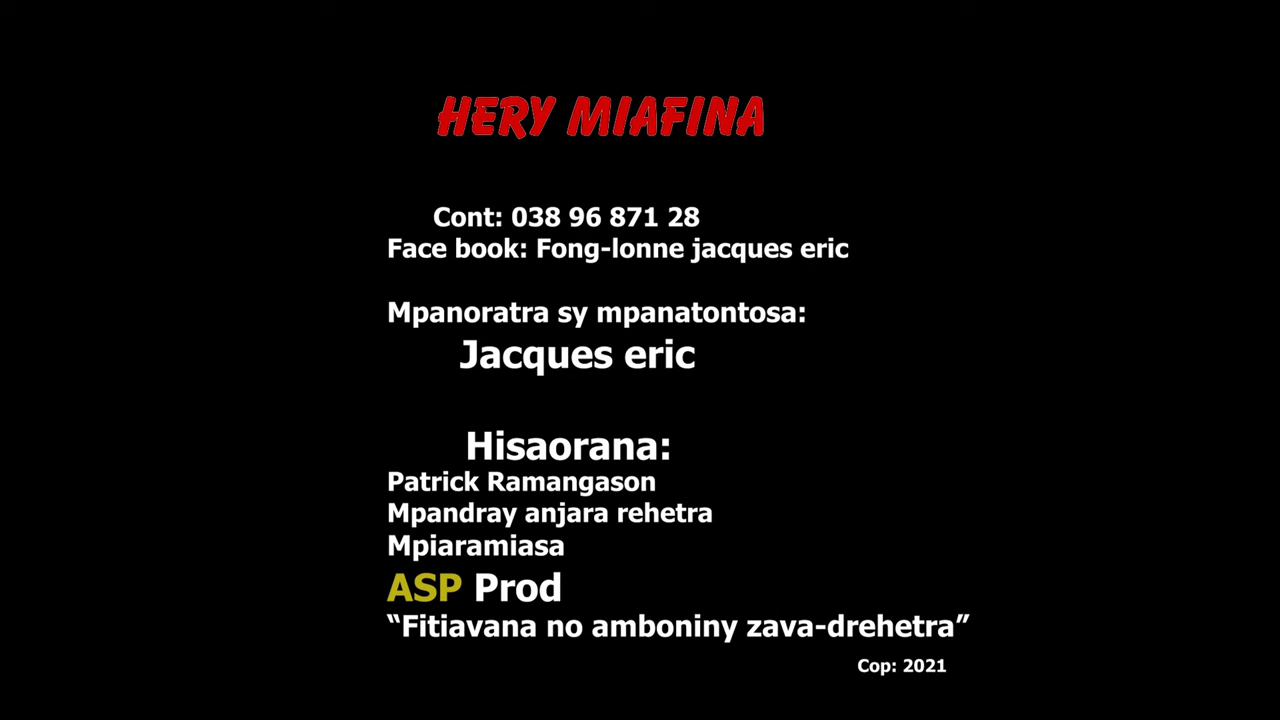 HERY MIAFINA
Cont: 038 96 871 28
Face book: Fong-lonne jacques eric
Mpanoratra sy mpanatontosa:
Jacques eric
Hisaorana:
Patrick Ramangason
Mpandray anjara rehetra
Mpiaramiasa
ASP Prod
“Fitiavana no amboniny zava-drehetra”
Cop: 2021